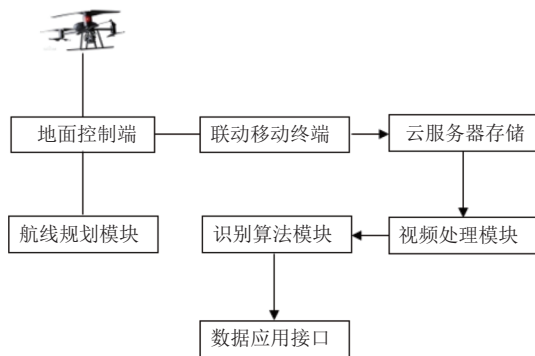 地面控制端
联动移动终端
云服务器存储
航线规划模块
识别算法模块
视频处理模块
数据应用接口